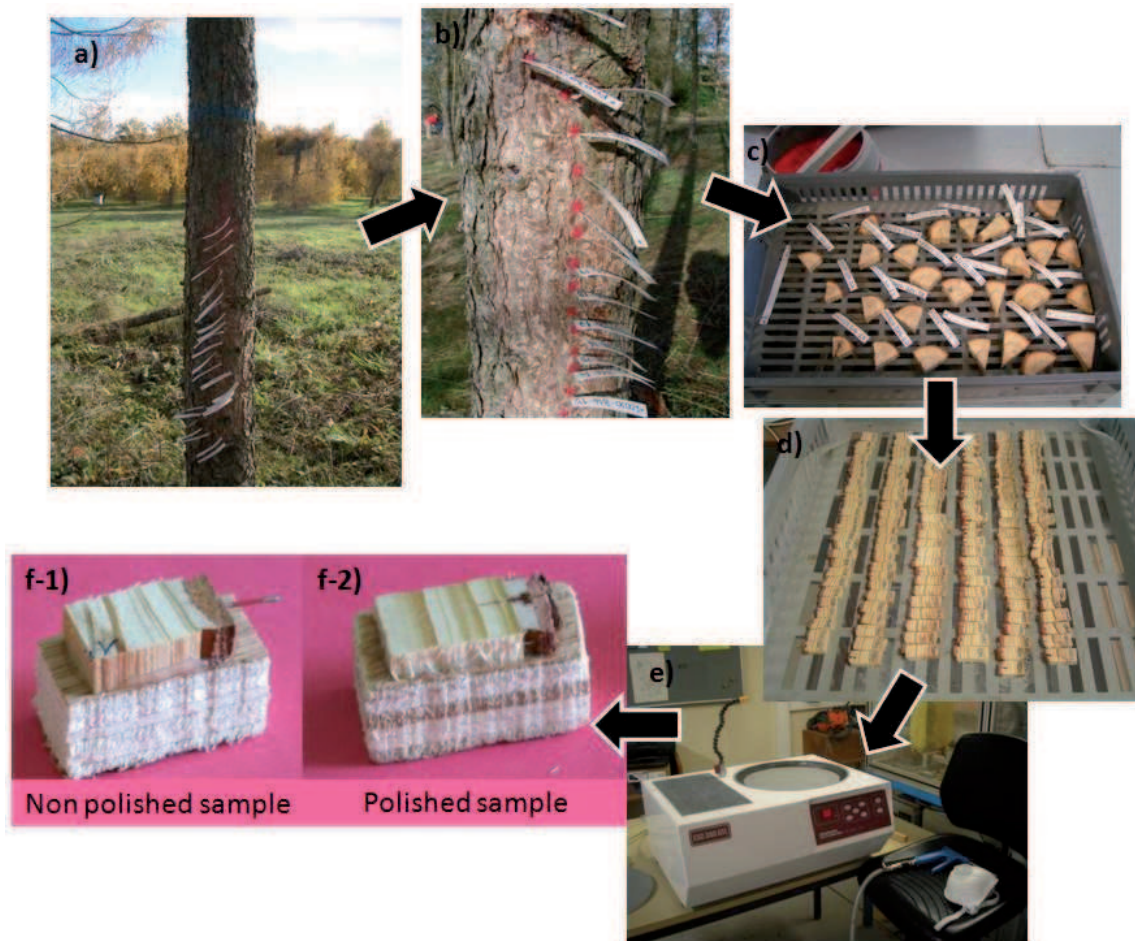 a)
b)
c)
d)
e)
f-1)
f-2)
Non polished sample
Polished sample